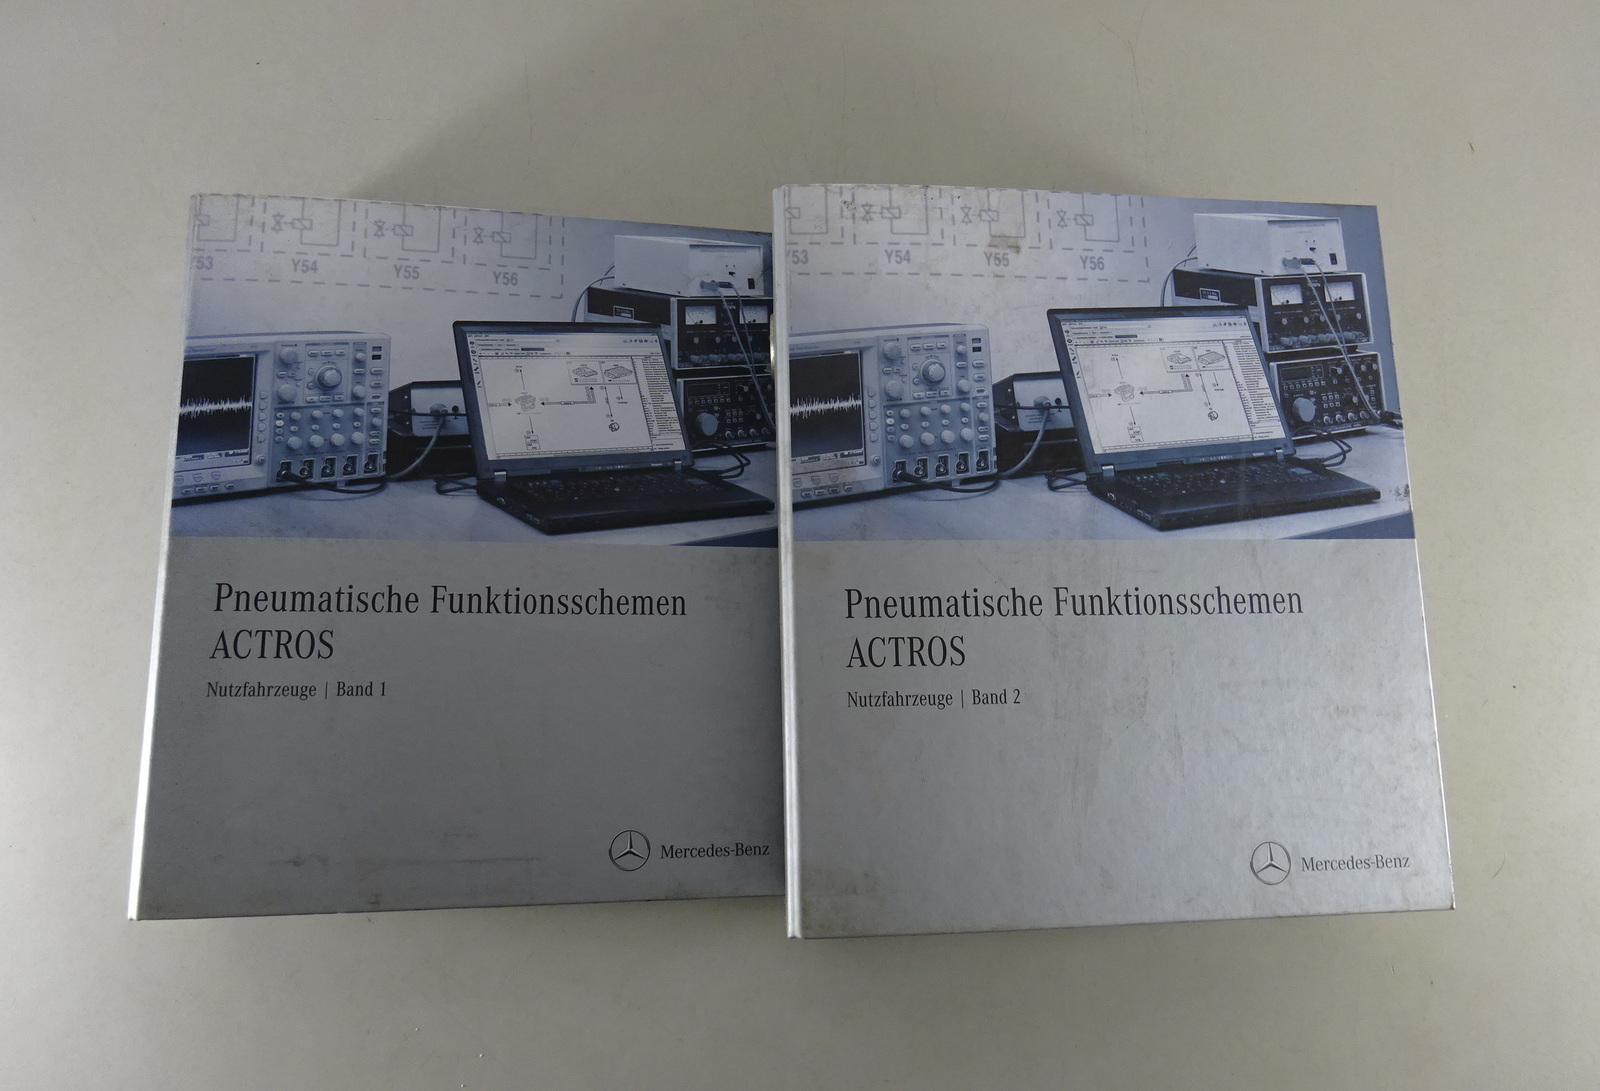 Y53
Y54
Y55
Y56
Pneumatische Funktionsschemen
ACTROS
Nutzfahrzeuge | Band 1
Mercedes-Benz
Y53
Y54
Y55
Y56
Pneumatische Funktionsschemen
ACTROS
Nutzfahrzeuge | Band 2
Mercedes-Benz